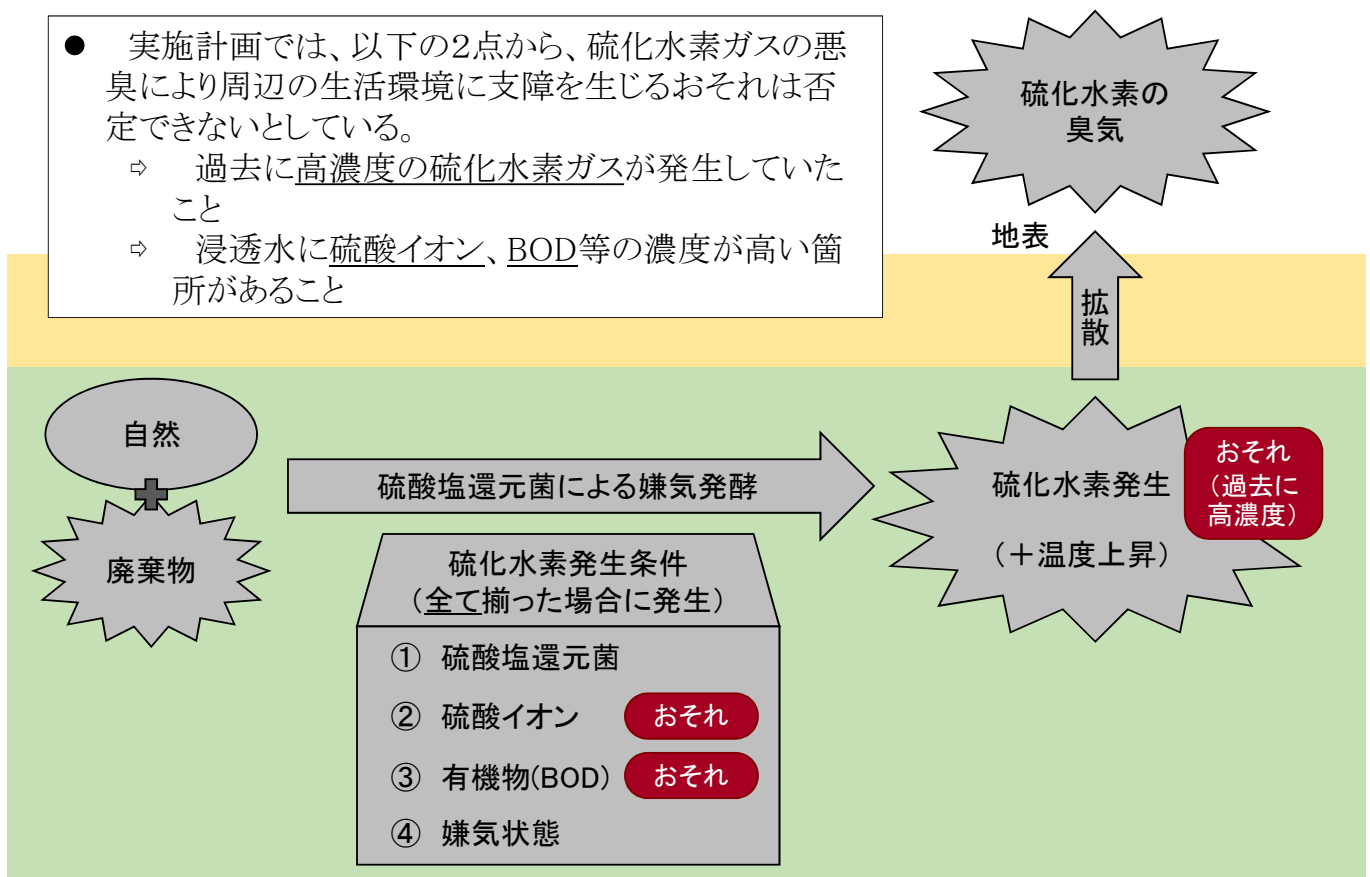 ● 実施計画では、以下の2点から、硫化水素ガスの悪
臭により周辺の生活環境に支障を生じるおそれは否
定できないとしている。
⇨ 過去に高濃度の硫化水素ガスが発生していた
こと
⇨ 浸透水に硫酸イオン、BOD等の濃度が高い箇
所があること
硫化水素の
臭気
地表
拡
散
自然
廃棄物
硫酸塩還元菌による嫌気発酵
硫化水素発生
(+温度上昇)
おそれ
(過去に
高濃度)
硫化水素発生条件
(全て揃った場合に発生)
① 硫酸塩還元菌
② 硫酸イオン おそれ
③ 有機物(BOD) おそれ
④ 嫌気状態